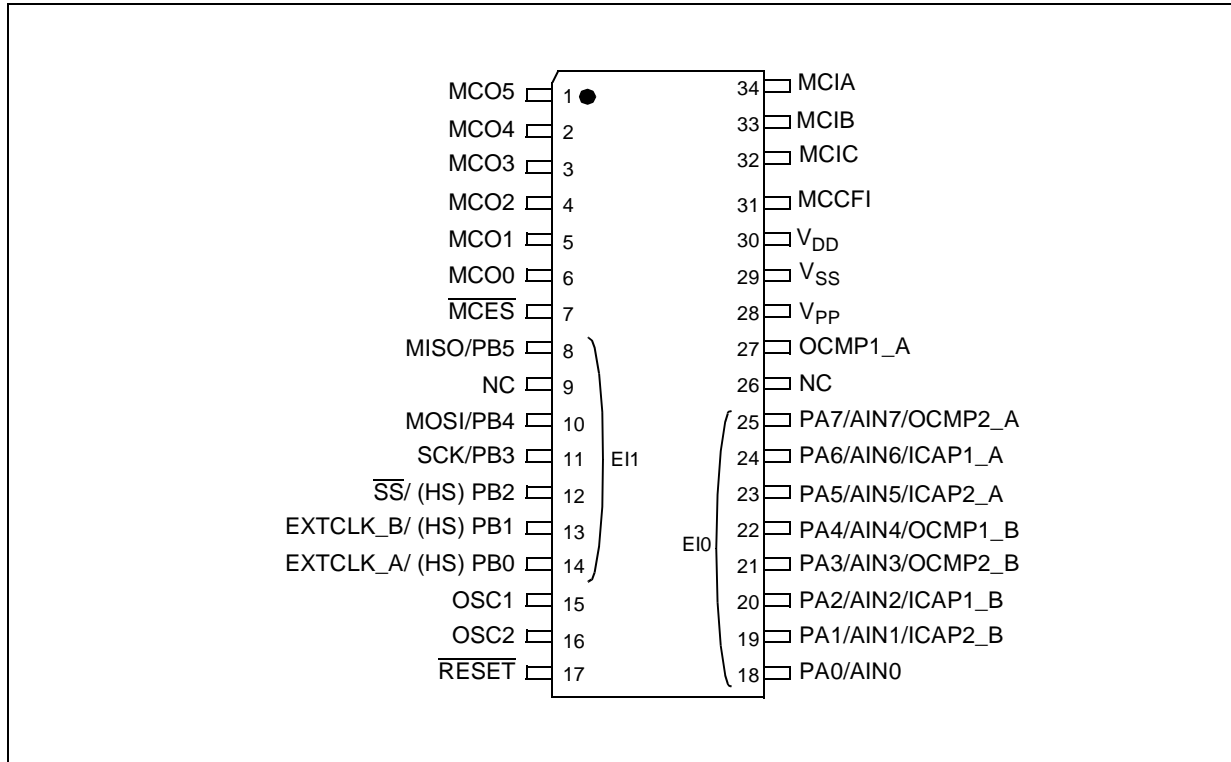 MCO5 1 34 MCIA
MCO4 2 33 MCIB
MCO3 3 32 MCIC
MCO2 4 31 MCCFI
MCO1 5 30 VDD
MCO0 6 29 VSS
MCES 7 28 VPP
MISO/PB5 8 27 OCMP1_A
NC 9 26 NC
MOSI/PB4 10 25 PA7/AIN7/OCMP2_A
SCK/PB3 11 EI1 24 PA6/AIN6/ICAP1_A
SS/ (HS) PB2 12 23 PA5/AIN5/ICAP2_A
EXTCLK_B/ (HS) PB1 13 22 PA4/AIN4/OCMP1_B
EXTCLK_A/ (HS) PB0 14 EI0 21 PA3/AIN3/OCMP2_B
OSC1 15 20 PA2/AIN2/ICAP1_B
OSC2 16 19 PA1/AIN1/ICAP2_B
RESET 17 18 PA0/AIN0